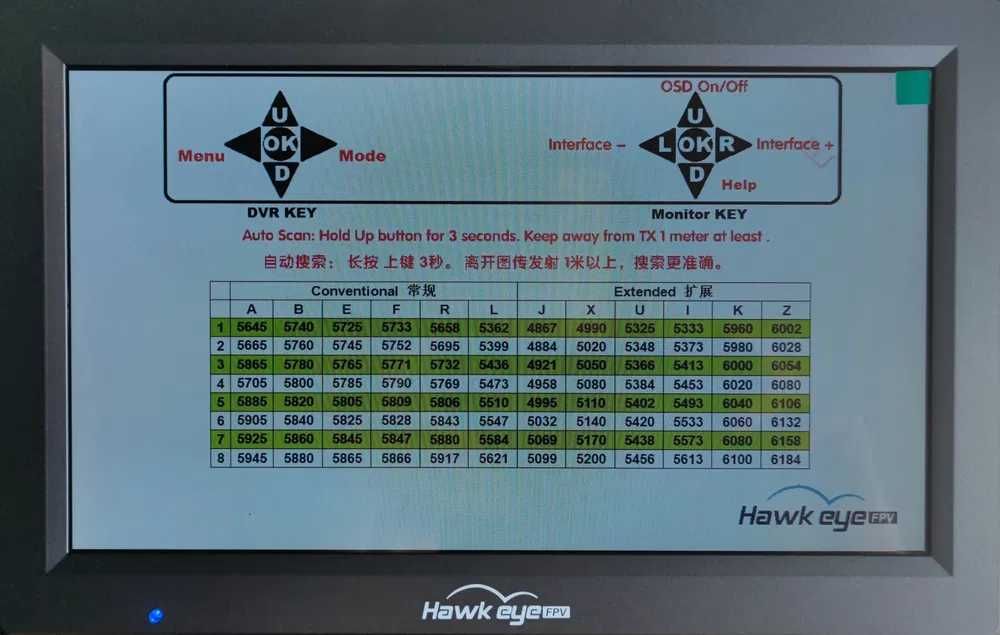 OSD On/Off
U U
OK L OK R
Menu Mode Interface - Interface +
D D
Help
DVR KEY Monitor KEY
Auto Scan: Hold Up button for 3 seconds. Keep away from TX 1 meter at least .
自动搜索： 长按 上键 3秒。 离开图传发射 1米以上，搜索更准确。
Conventional 常规 Extended 扩展
A B E F R L J X U I K Z
1 5645 5740 5725 5733 5658 5362 4867 4990 5325 5333 5960 6002
2 5665 5760 5745 5752 5695 5399 4884 5020 5348 5373 5980 6028
3 5865 5780 5765 5771 5732 5436 4921 5050 5366 5413 6000 6054
4 5705 5800 5785 5790 5769 5473 4958 5080 5384 5453 6020 6080
5 5885 5820 5805 5809 5806 5510 4995 5110 5402 5493 6040 6106
6 5905 5840 5825 5828 5843 5547 5032 5140 5420 5533 6060 6132
7 5925 5860 5845 5847 5880 5584 5069 5170 5438 5573 6080 6158
8 5945 5880 5865 5866 5917 5621 5099 5200 5456 5613 6100 6184
Hawkeye FPV
Hawkeye FPV